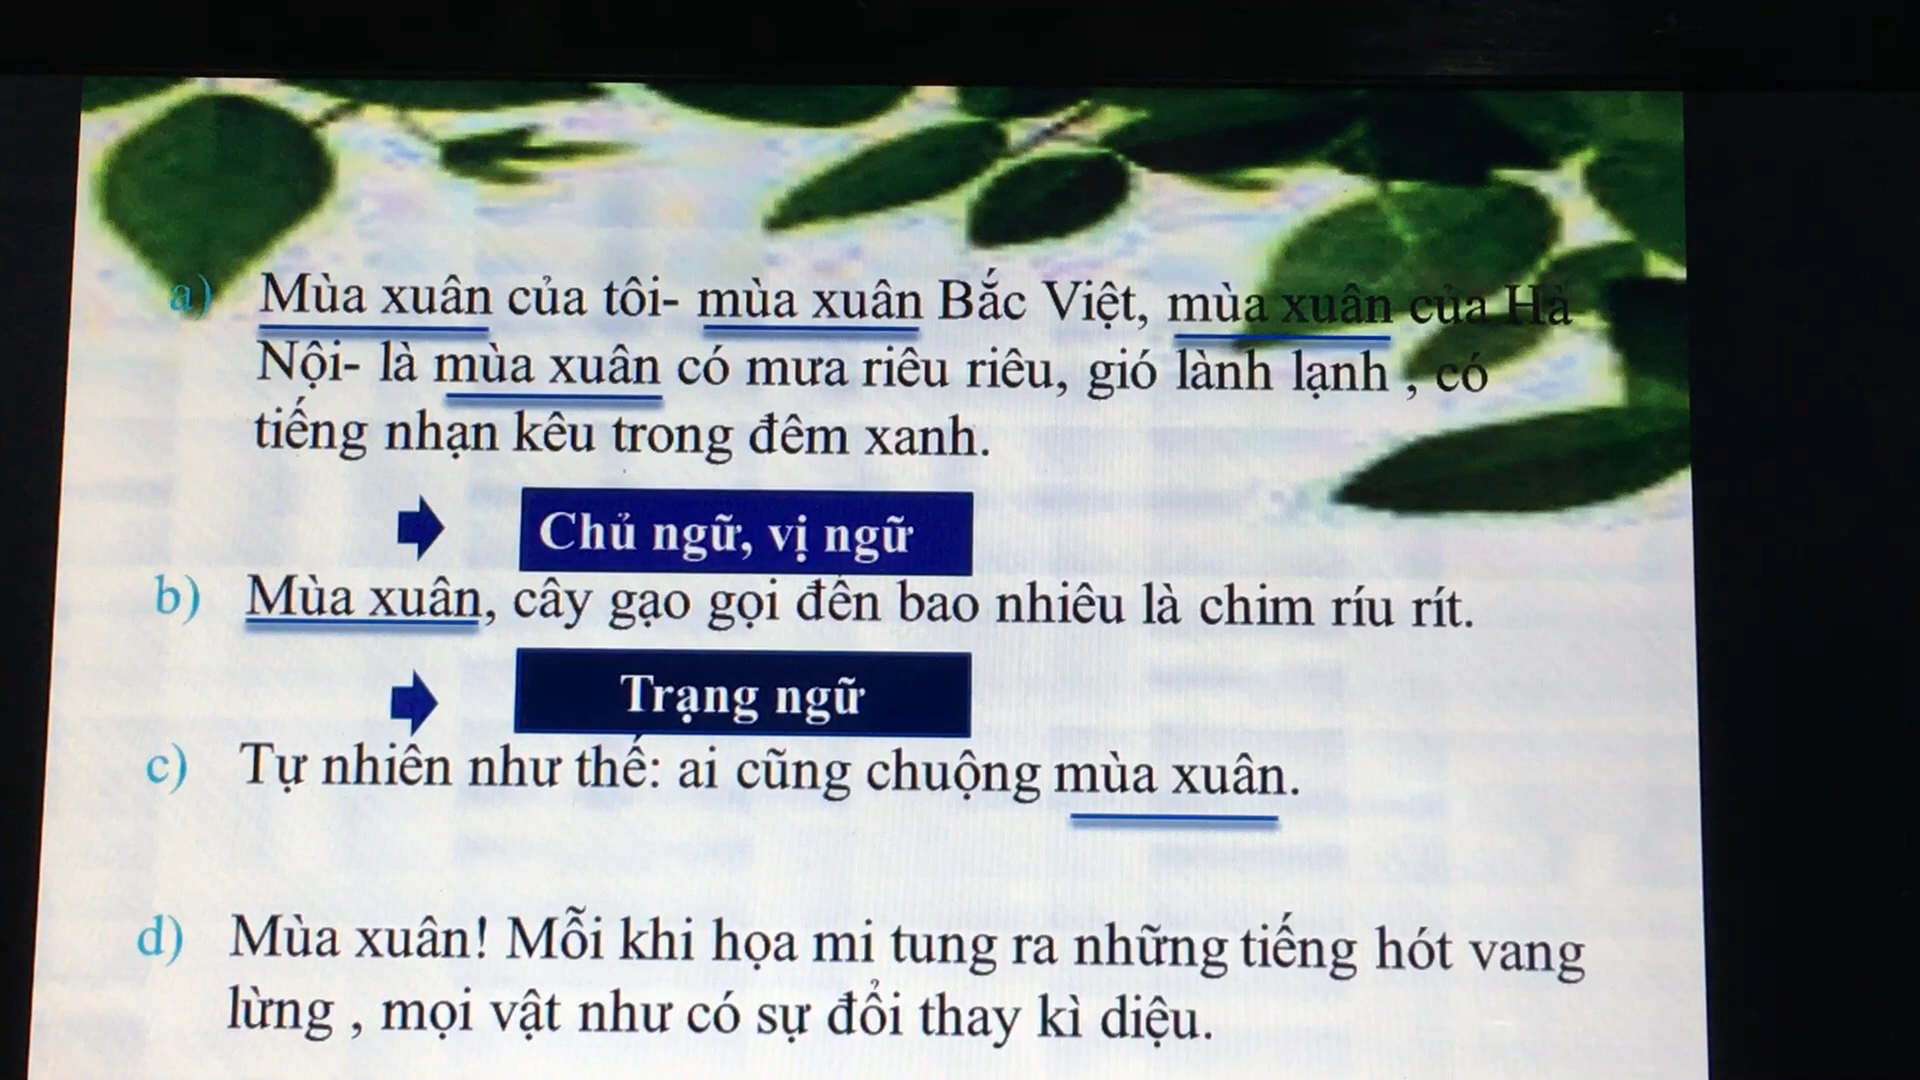 a) Mùa xuân của tôi- mùa xuân Bắc Việt, mùa xuân của Hà
Nội- là mùa xuân có mưa riêu riêu, gió lành lạnh , có
tiếng nhạn kêu trong đêm xanh.
Chủ ngữ, vị ngữ
b) Mùa xuân, cây gạo gọi đến bao nhiêu là chim ríu rít.
Trạng ngữ
c) Tự nhiên như thế: ai cũng chuộng mùa xuân.
d) Mùa xuân! Mỗi khi họa mi tung ra những tiếng hót vang
lừng , mọi vật như có sự đổi thay kì diệu.